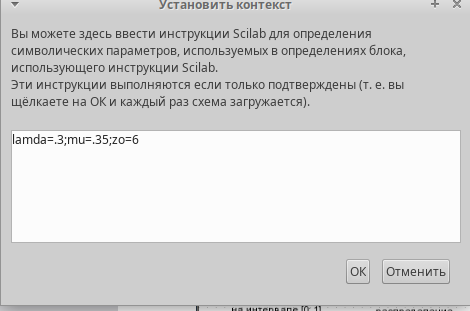 Установить контекст
Вы можете здесь ввести инструкции Scilab для определения
символических параметров, используемых в определениях блока,
использующего инструкции Scilab.
Эти инструкции выполняются если только подтверждены (т. е. вы
щёлкаете на ОК и каждый раз схема загружается).
lamda=.3;mu=.35;zo=6
ОК
Отменить
на интервале [0; 1]
распределение